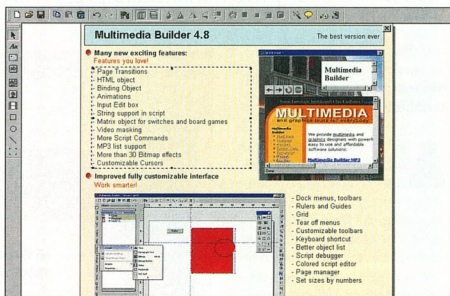 Multimedia Builder 4.8
The best version ever
Many new exciting features:
Features you love!
Page Transitions
HTML object
Binding Object
Animations
Input Edit box
String support in script
Matrix object for switches and board games
Video masking
More Script Commands
MP3 list support
More than 30 Bitmap effects
Customizable Cursors
Multimedia
Builder
MULTIMEDIA
and graphics tools for everyday
We provide multimedia and
graphics designers with powerful
easy to use and affordable
software solutions:
Multimedia Builder MP3
Improved fully customizable interface
Work smarter!
- Dock menus, toolbars
- Rulers and Guides
- Grid
- Tear off menus
- Customizable toolbars
- Keyboard shortcut
- Better object list
- Script debugger
- Colored script editor
- Page manager
- Set sizes by numbers